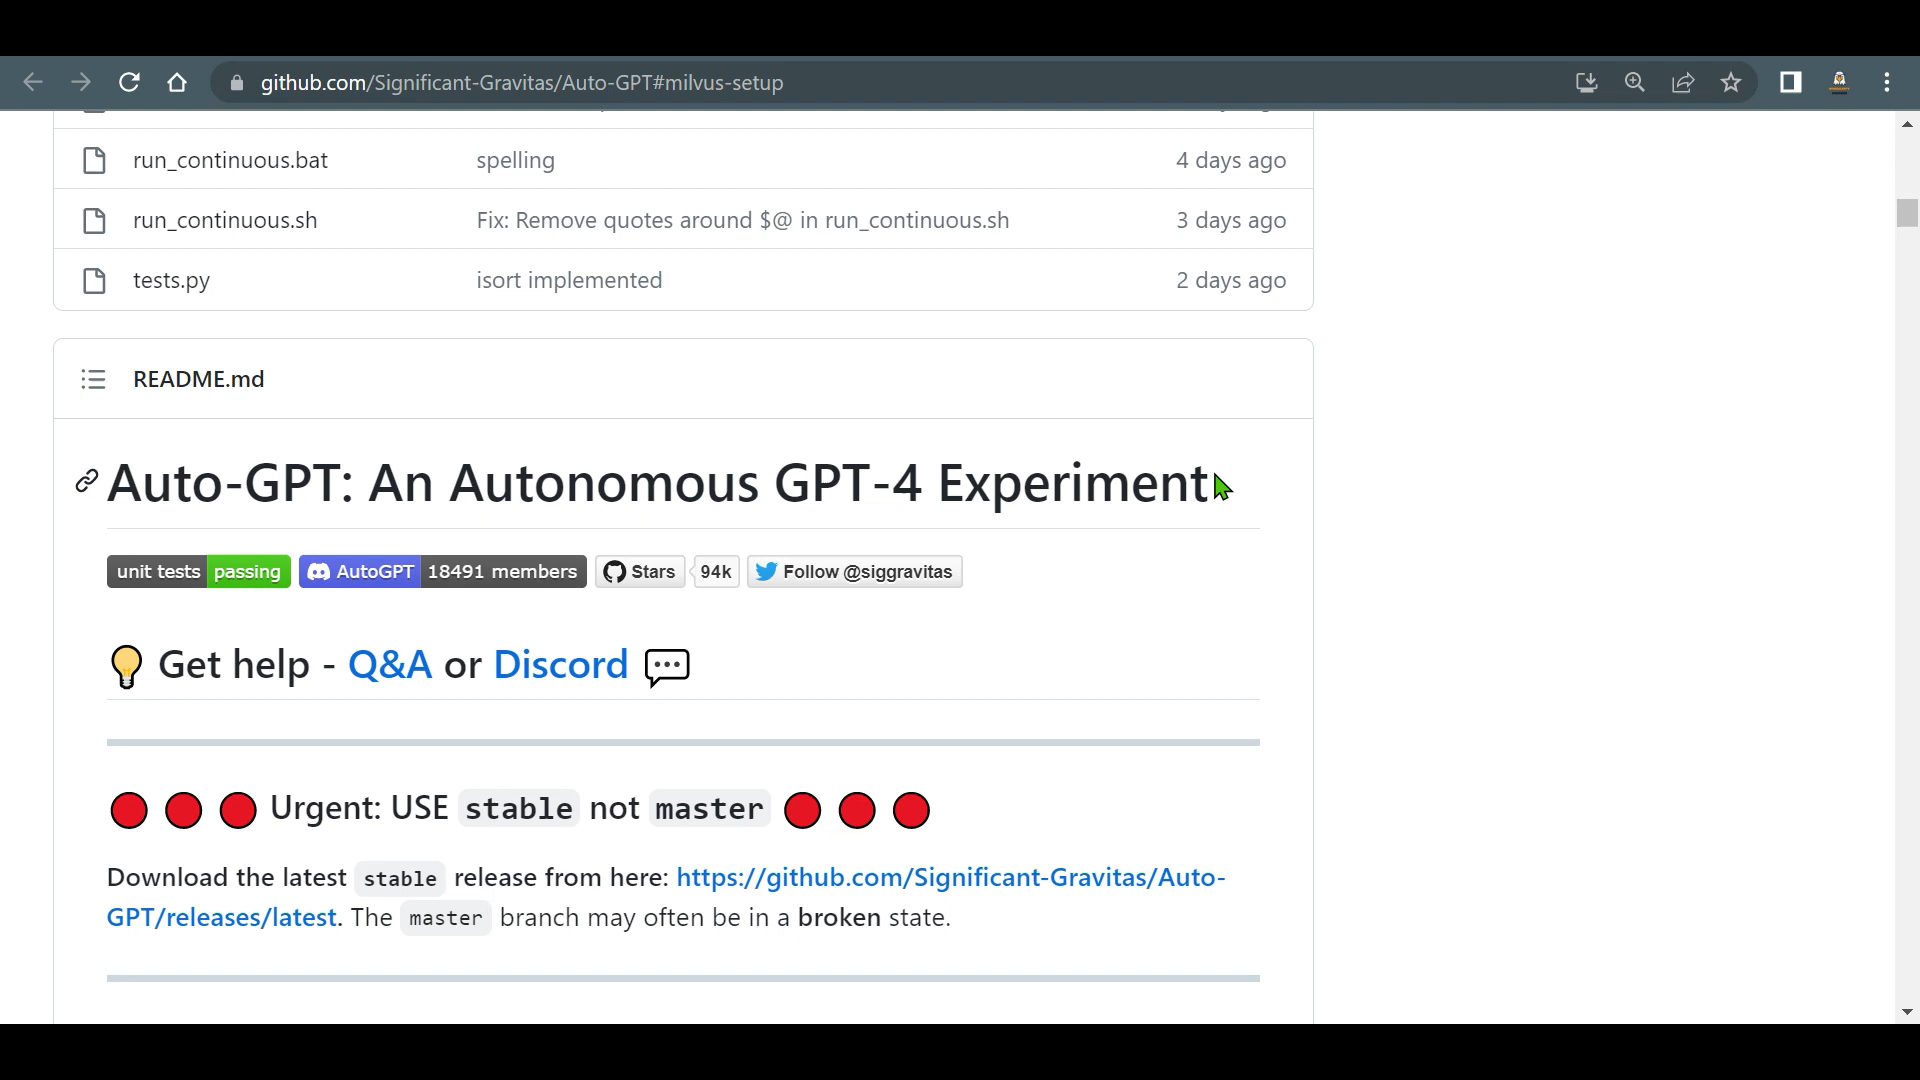 github.com/Significant-Gravitas/Auto-GPT#milvus-setup
run_continuous.bat spelling 4 days ago
run_continuous.sh Fix: Remove quotes around $@ in run_continuous.sh 3 days ago
tests.py isort implemented 2 days ago
README.md
Auto-GPT: An Autonomous GPT-4 Experiment
unit tests passing AutoGPT 18491 members Stars 94k Follow @siggravitas
Get help - Q&A or Discord
Urgent: USE stable not master
Download the latest stable release from here: https://github.com/Significant-Gravitas/Auto-
GPT/releases/latest. The master branch may often be in a broken state.